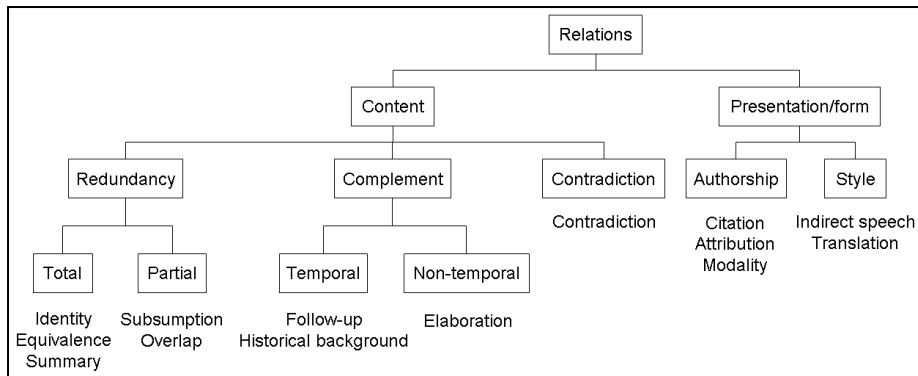 Relations
Content
Presentation/form
Redundancy
Complement
Contradiction
Authorship
Style
Contradiction
Citation
Attribution
Modality
Indirect speech
Translation
Total
Partial
Temporal
Non-temporal
Identity
Equivalence
Summary
Subsumption
Overlap
Follow-up
Historical background
Elaboration